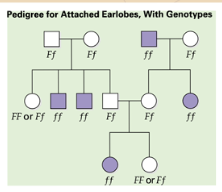 Pedigree for Attached Earlobes, With Genotypes
Ff Ff ff Ff
FF or Ff ff ff Ff Ff ff
ff FF or Ff